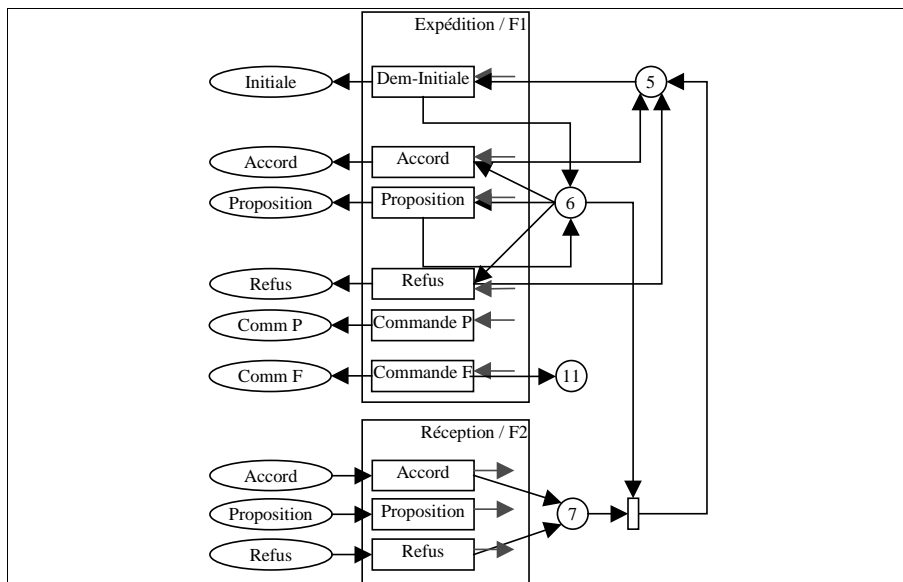 Expédition / F1
Initiale
Dem-Initiale
5
Accord
Accord
Proposition
Proposition
6
Refus
Refus
Comm P
Commande P
Comm F
Commande F
11
Réception / F2
Accord
Accord
Proposition
Proposition
7
Refus
Refus